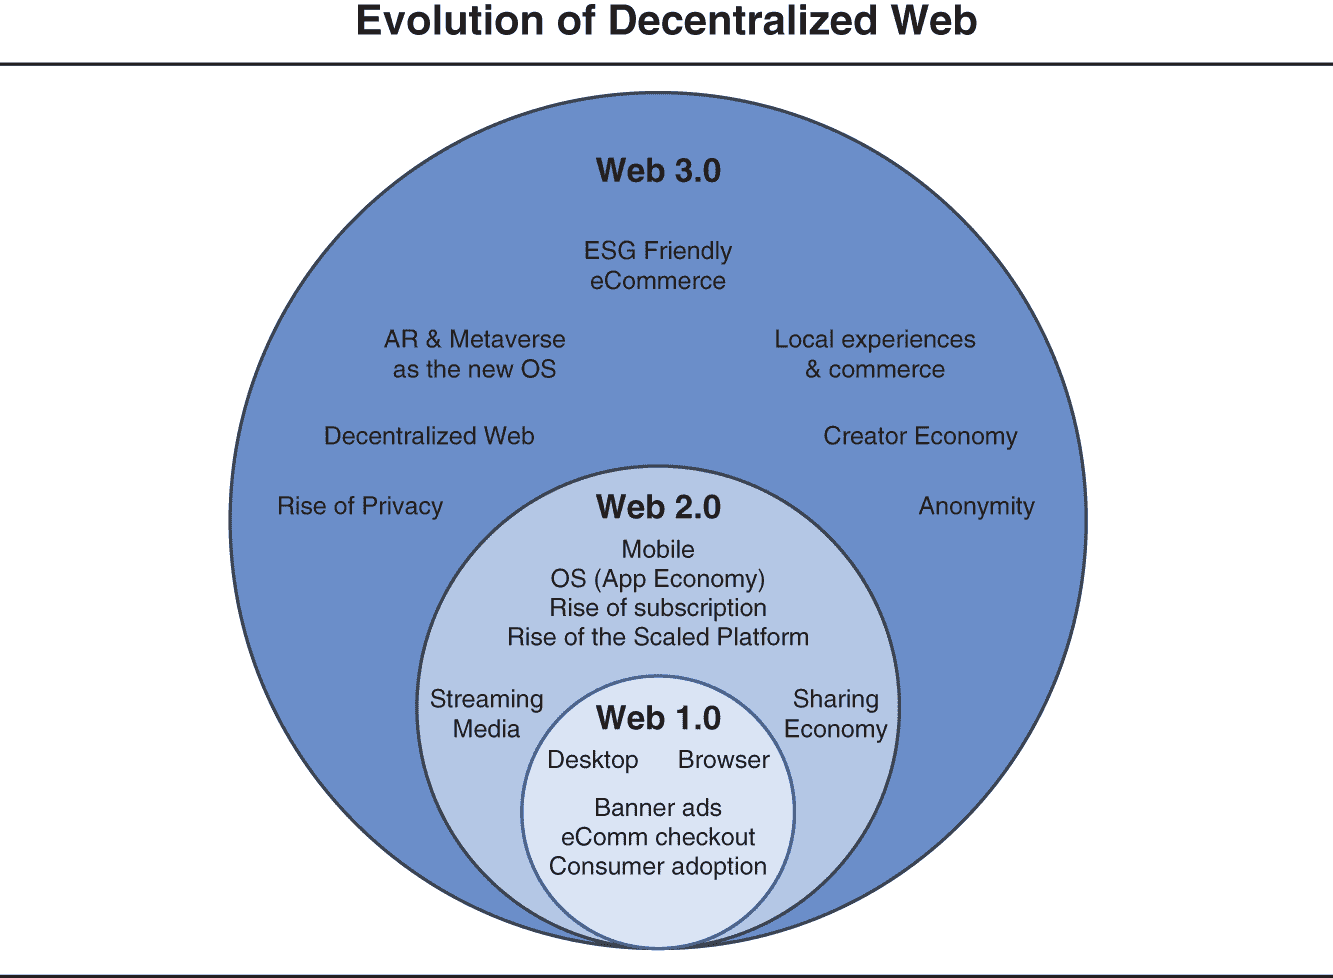 Evolution of Decentralized Web
Web 3.0
ESG Friendly
eCommerce
AR & Metaverse
as the new OS
Local experiences
& commerce
Decentralized Web
Creator Economy
Rise of Privacy
Anonymity
Web 2.0
Mobile
OS (App Economy)
Rise of subscription
Rise of the Scaled Platform
Streaming
Media
Sharing
Economy
Web 1.0
Desktop
Browser
Banner ads
eComm checkout
Consumer adoption